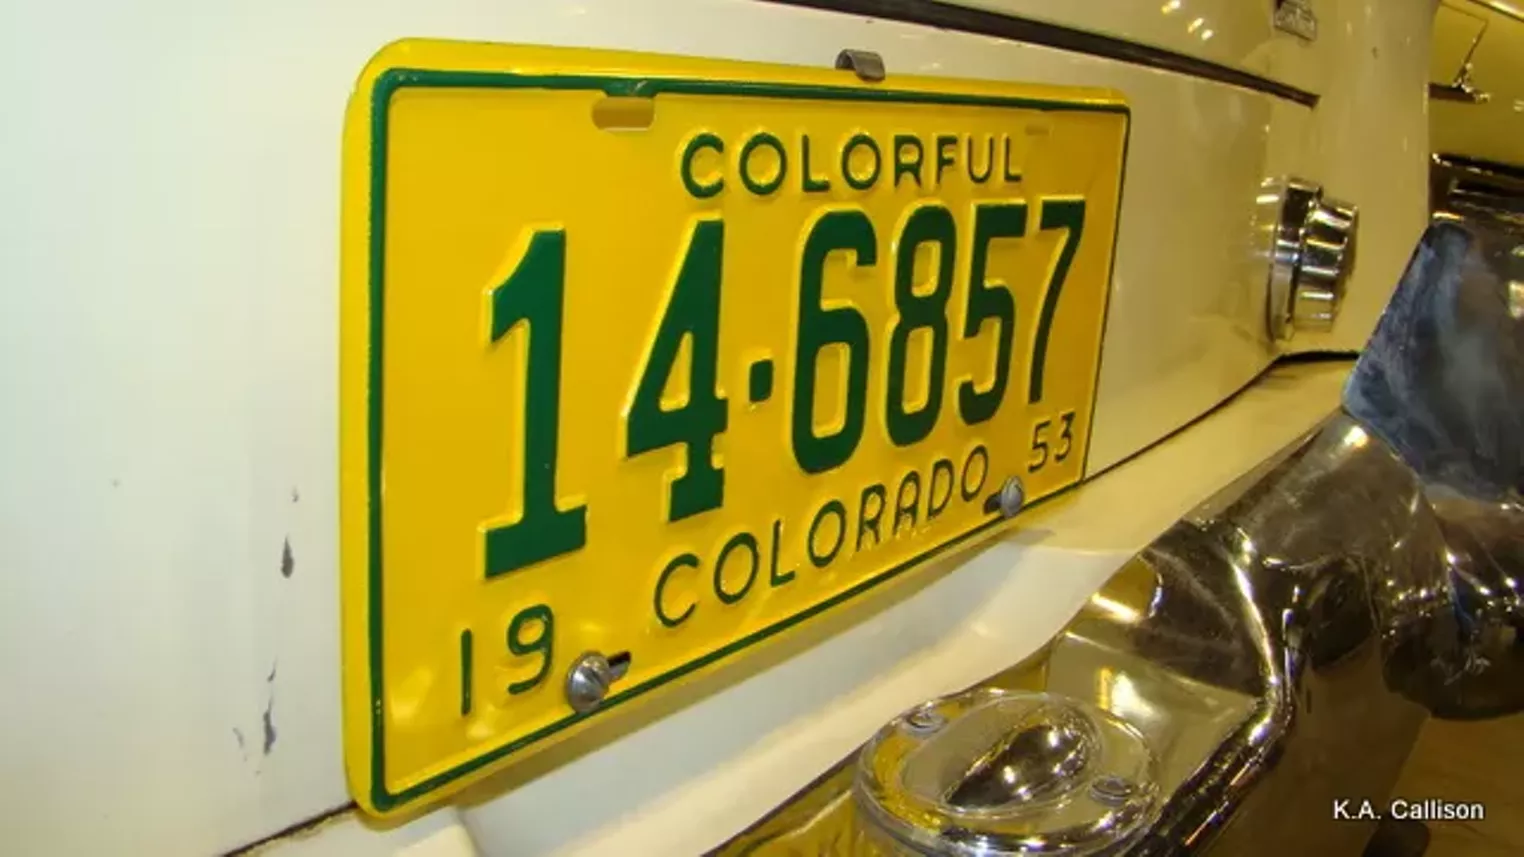 COLORFUL
14·6857
19 COLORADO 53
K.A. Callison